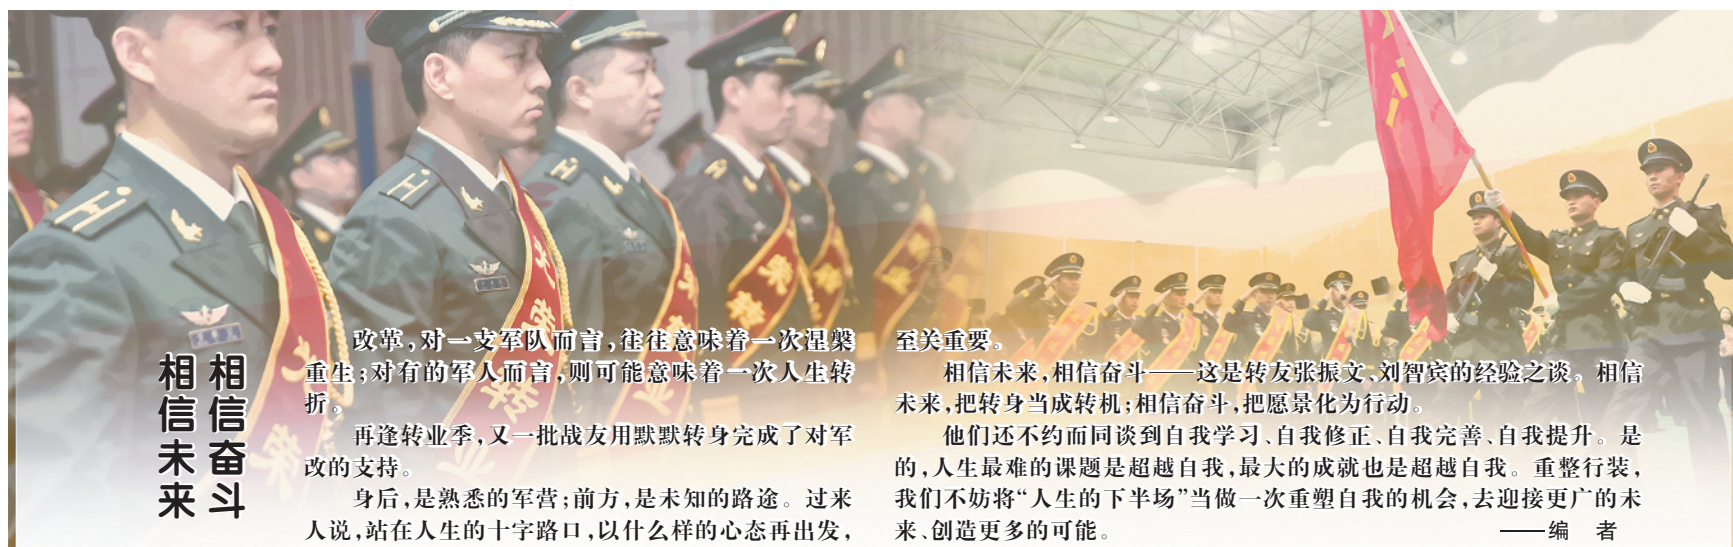 相信奋斗
相信未来
改革,对一支军队而言,往往意味着一次涅槃
重生;对有的军人而言,则可能意味着一次人生转
折。
再逢转业季,又一批战友用默默转身完成了对军
改的支持。
身后,是熟悉的军营;前方,是未知的路途。过来
人说,站在人生的十字路口,以什么样的心态再出发,
至关重要。
相信未来,相信奋斗——这是转友张振文、刘智宾的经验之谈。相信
未来,把转身当成转机;相信奋斗,把愿景化为行动。
他们还不约而同谈到自我学习、自我修正、自我完善、自我提升。是
的,人生最难的课题是超越自我,最大的成就也是超越自我。重整行装,
我们不妨将“人生的下半场”当做一次重塑自我的机会,去迎接更广的未
来、创造更多的可能。
——编 者